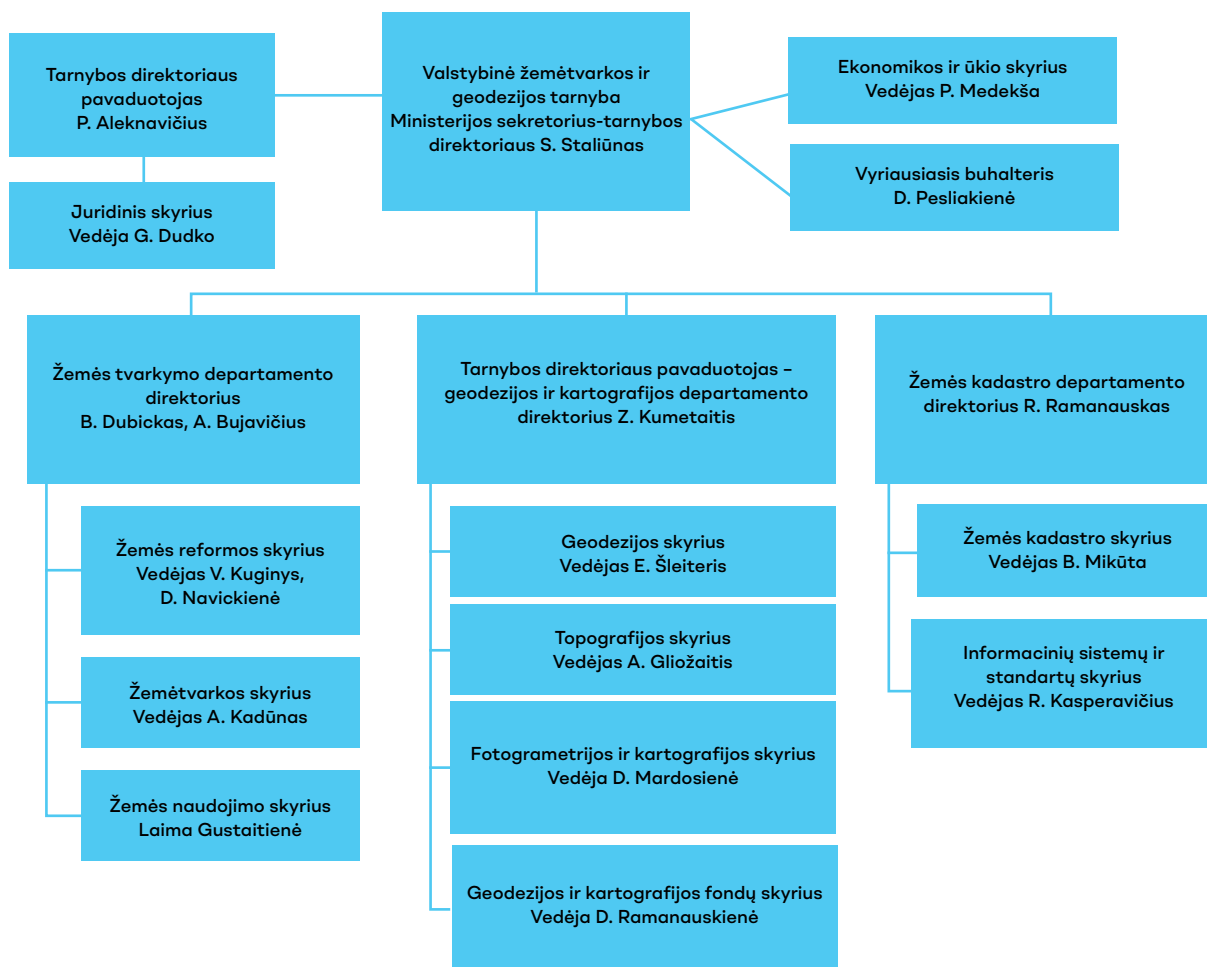 Tarnybos direktoriaus
pavaduotojas
P. Aleknavičius
Juridinis skyrius
Vedėja G. Dudko
Valstybinė žemėtvarkos ir
geodezijos tarnyba
Ministerijos sekretorius-tarnybos
direktoriaus S. Staliūnas
Ekonomikos ir ūkio skyrius
Vedėjas P. Medekša
Vyriausiasis buhalteris
D. Pesliakienė
Žemės tvarkymo departamento
direktorius
B. Dubickas, A. Bujavičius
Žemės reformos skyrius
Vedėjas V. Kuginys,
D. Navickienė
Žemėtvarkos skyrius
Vedėjas A. Kadūnas
Žemės naudojimo skyrius
Laima Gustaitienė
Tarnybos direktoriaus pavaduotojas –
geodezijos ir kartografijos departamento
direktorius Z. Kumetaitis
Geodezijos skyrius
Vedėjas E. Šleiteris
Topografijos skyrius
Vedėjas A. Gliožaitis
Fotogrametrijos ir kartografijos skyrius
Vedėja D. Mardosienė
Geodezijos ir kartografijos fondų skyrius
Vedėja D. Ramanauskienė
Žemės kadastro departamento
direktorius R. Ramanauskas
Žemės kadastro skyrius
Vedėjas B. Mikūta
Informacinių sistemų ir
standartų skyrius
Vedėjas R. Kasperavičius